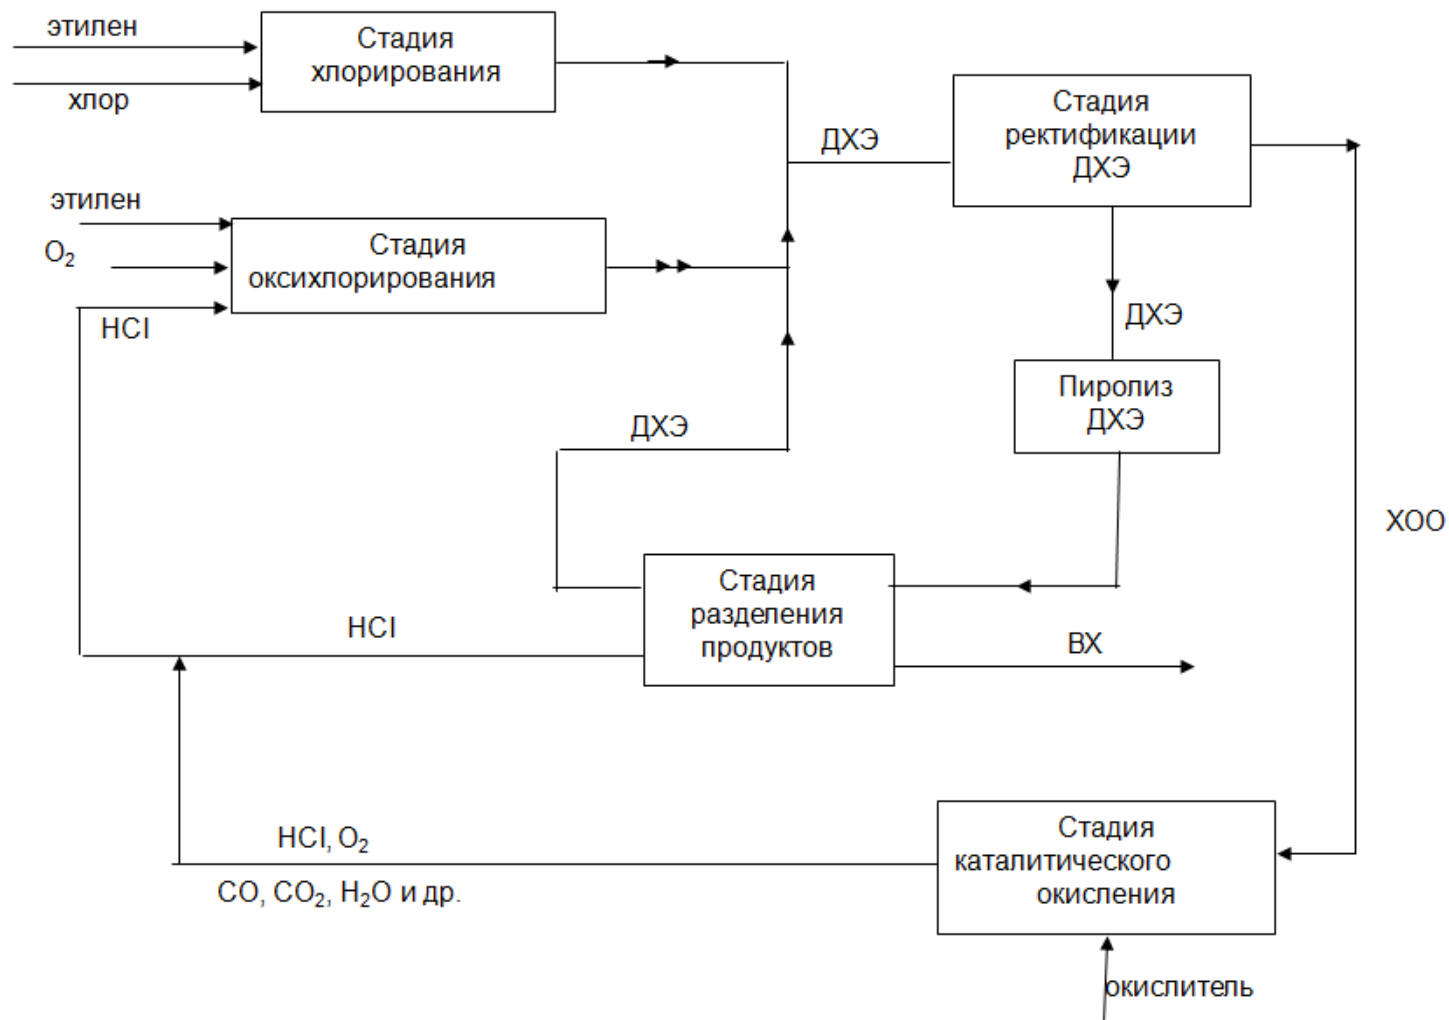 этилен
Стадия
хлорирования
хлор
Стадия
ректификации
ДХЭ
ДХЭ
этилен
O₂
HCl
Стадия
оксихлорирования
ДХЭ
Пиролиз
ДХЭ
ДХЭ
ХОО
Стадия
разделения
продуктов
HCl
ВХ
HCl, O₂
CO, CO₂, H₂O и др.
Стадия
каталитического
окисления
окислитель